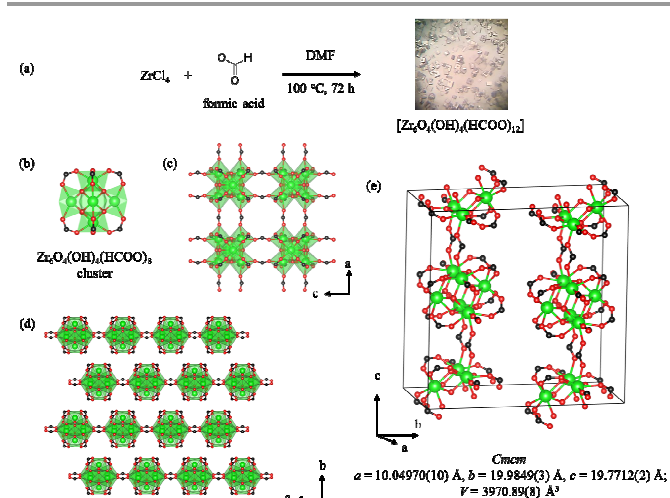 (a)
ZrCl₄ + O H O
formic acid
DMF
100 °C, 72 h
[Zr₆O₄(OH)₄(HCOO)₁₂]
(b)
Zr₆O₄(OH)₄(HCOO)₈
cluster
(c)
a
c
(d)
b
(e)
c
b
a
Cmcm
a = 10.04970(10) Å, b = 19.9849(3) Å, c = 19.7712(2) Å;
V = 3970.89(8) Å³